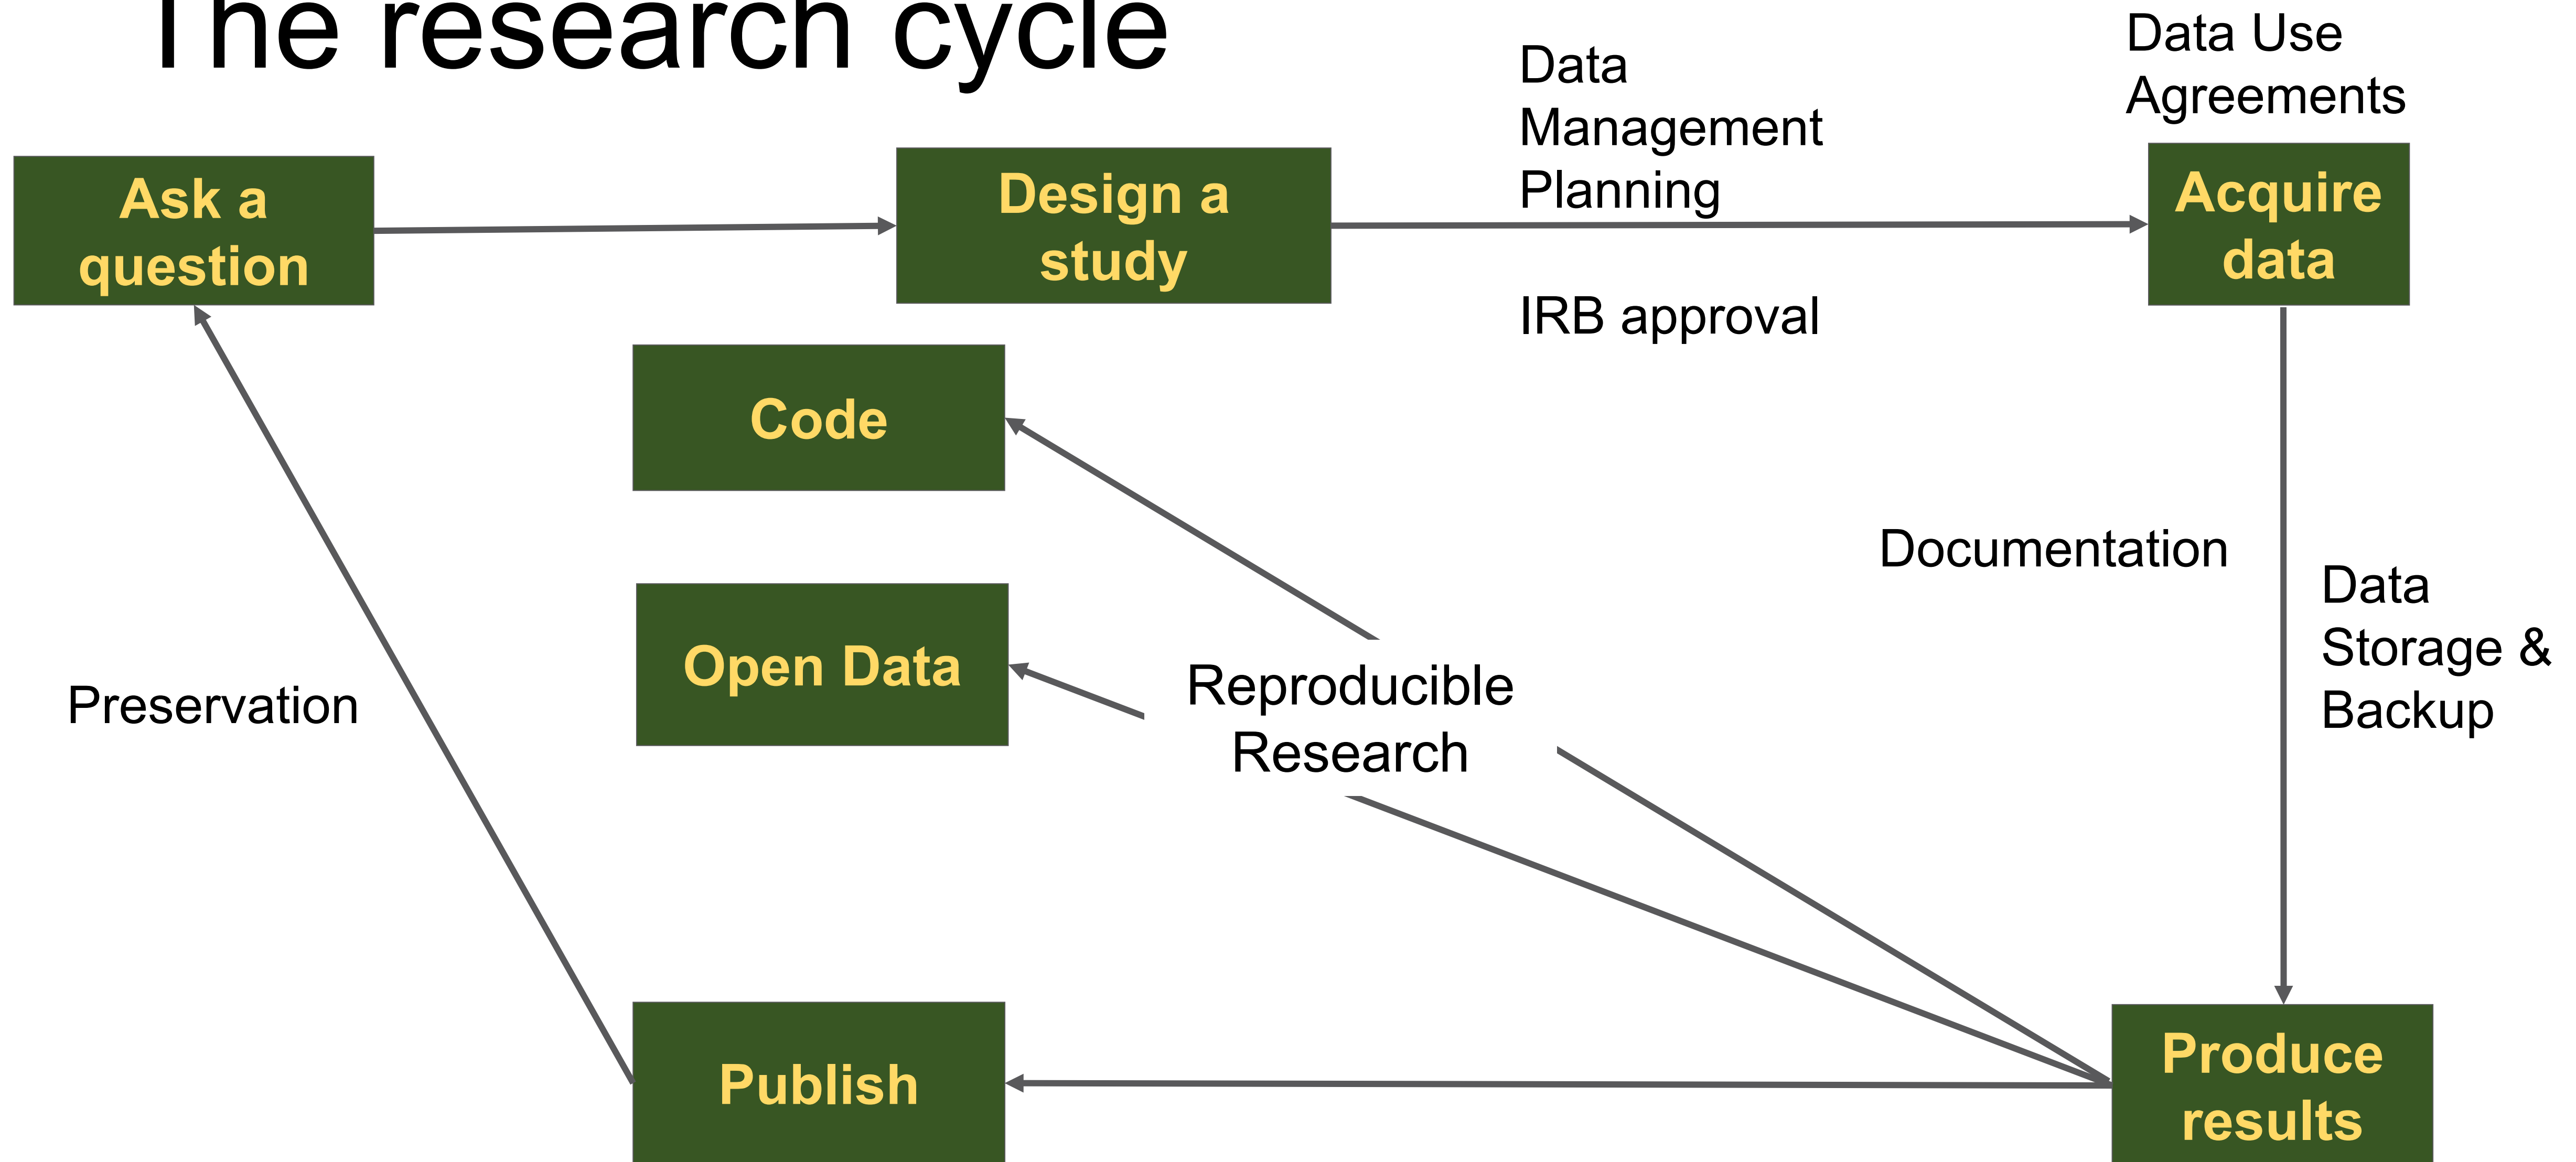 The research cycle
Data Use
Agreements
Data
Management
Planning
Ask a
question
Design a
study
Acquire
data
IRB approval
Code
Documentation
Data
Storage &
Backup
Open Data
Reproducible
Research
Preservation
Publish
Produce
results